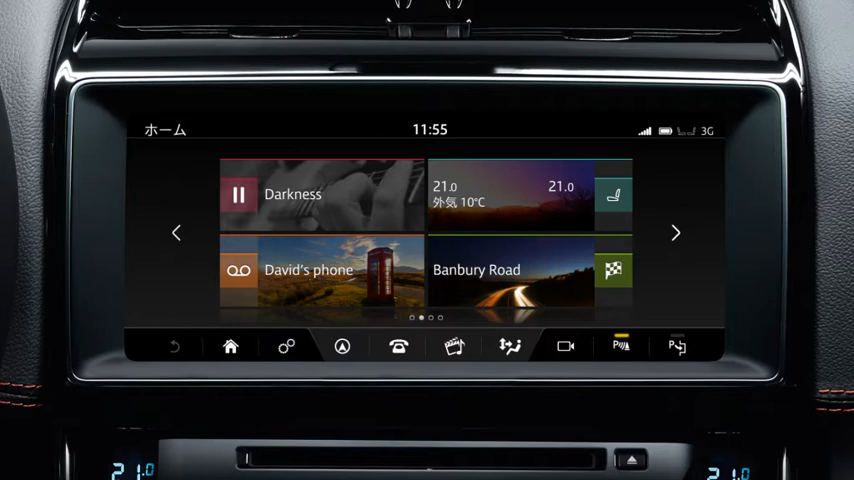 ホーム 11:55 3G
Darkness
21.0 21.0
外気 10℃
David's phone
Banbury Road
P
P
21.0 21.0